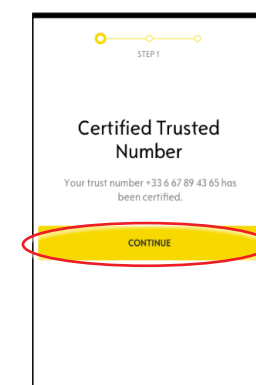 STEP 1
Certified Trusted
Number
Your trust number +33 6 67 89 43 65 has
been certified.
CONTINUE